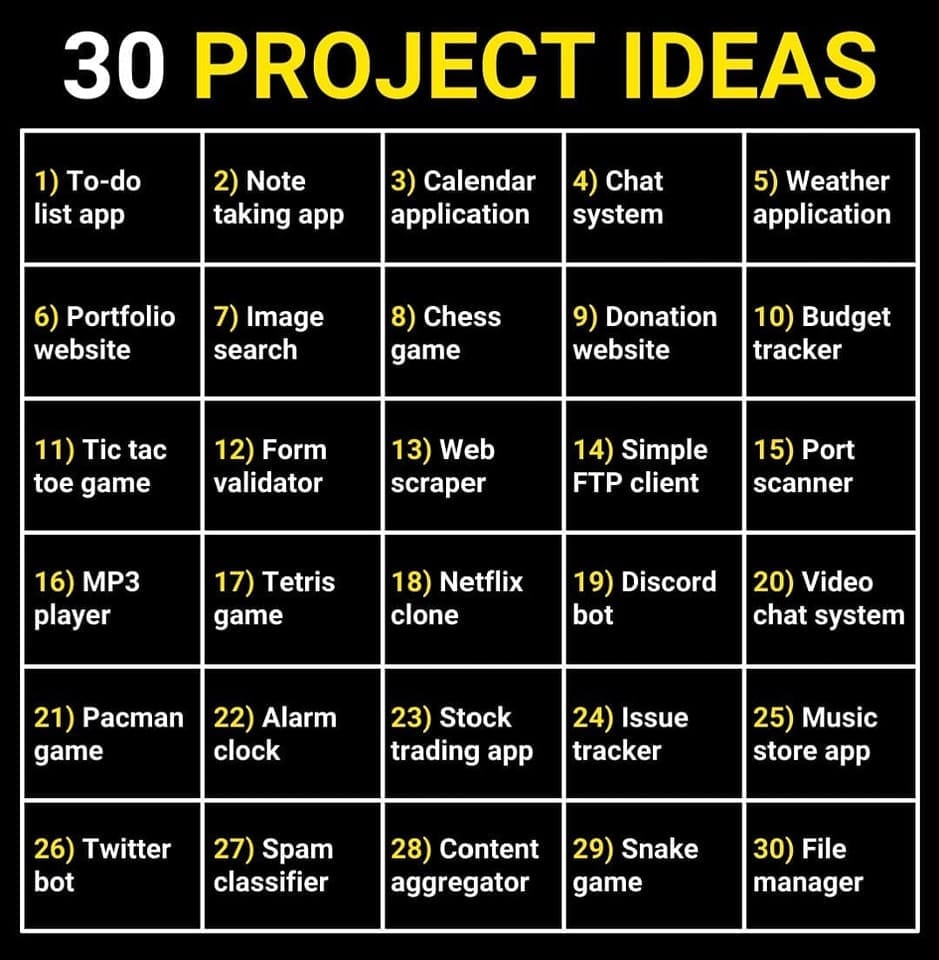 30 PROJECT IDEAS
1) To-do
list app
2) Note
taking app
3) Calendar
application
4) Chat
system
5) Weather
application
6) Portfolio
website
7) Image
search
8) Chess
game
9) Donation
website
10) Budget
tracker
11) Tic tac
toe game
12) Form
validator
13) Web
scraper
14) Simple
FTP client
15) Port
scanner
16) MP3
player
17) Tetris
game
18) Netflix
clone
19) Discord
bot
20) Video
chat system
21) Pacman
game
22) Alarm
clock
23) Stock
trading app
24) Issue
tracker
25) Music
store app
26) Twitter
bot
27) Spam
classifier
28) Content
aggregator
29) Snake
game
30) File
manager